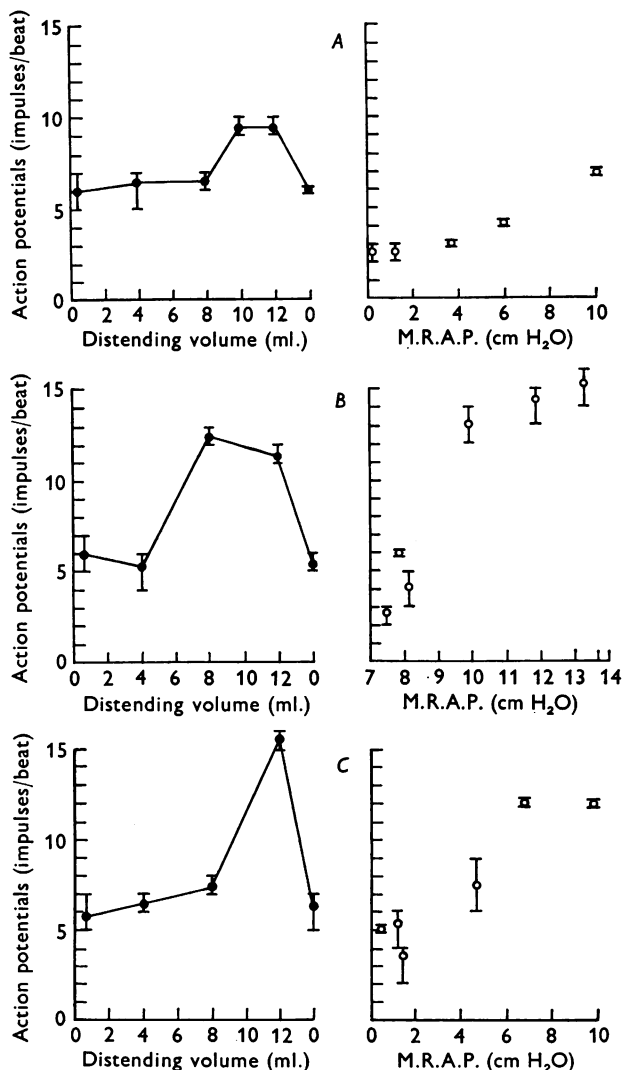 A
Action potentials (impulses/beat)
15
10
5
0
0 2 4 6 8 10 12 0
Distending volume (ml.)
0 2 4 6 8 10
M.R.A.P. (cm H₂O)
B
Action potentials (impulses/beat)
15
10
5
0
0 2 4 6 8 10 12 0
Distending volume (ml.)
7 8 9 10 11 12 13 14
M.R.A.P. (cm H₂O)
C
Action potentials (impulses/beat)
15
10
5
0
0 2 4 6 8 10 12 0
Distending volume (ml.)
0 2 4 6 8 10
M.R.A.P. (cm H₂O)